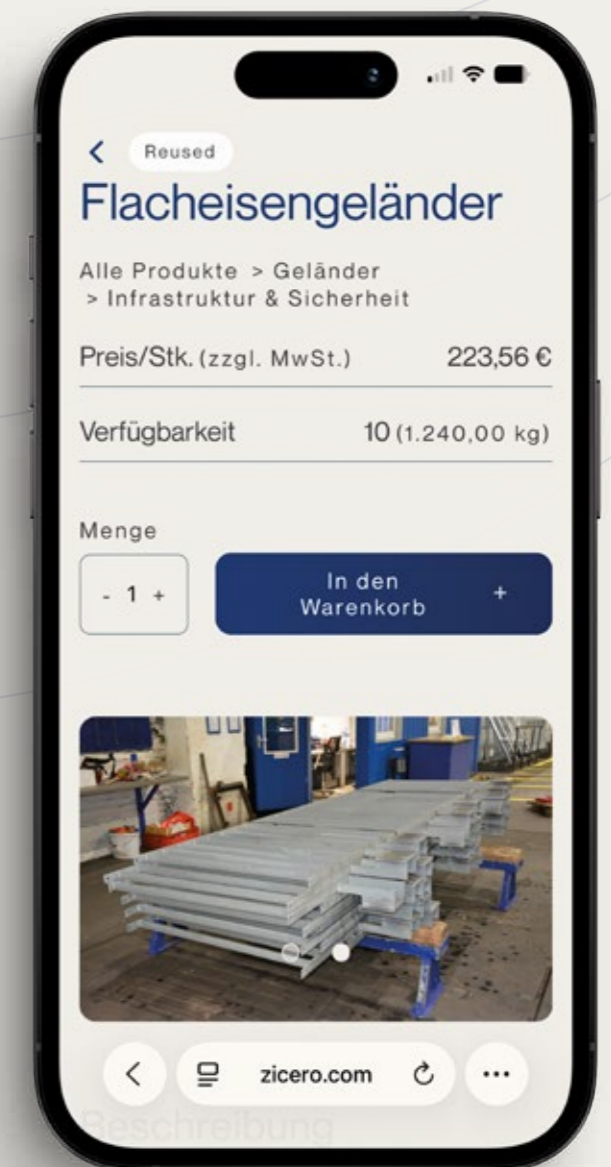 Reused
Flacheisengeländer
Alle Produkte > Geländer
> Infrastruktur & Sicherheit
Preis/Stk. (zzgl. MwSt.) 223,56 €
Verfügbarkeit 10 (1.240,00 kg)
Menge
- 1 +
In den
Warenkorb +
zicero.com
Beschreibung